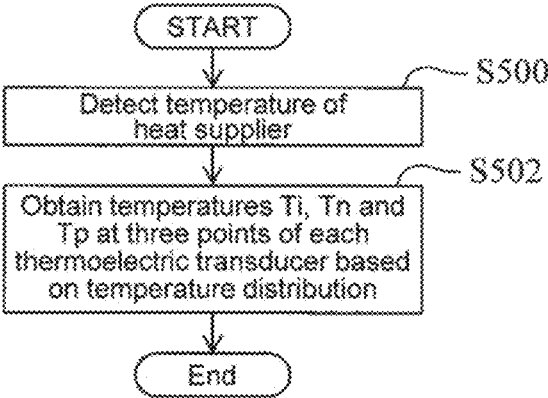 START
S500
Detect temperature of
heat supplier
S502
Obtain temperatures Ti, Tn and
Tp at three points of each
thermoelectric transducer based
on temperature distribution
End